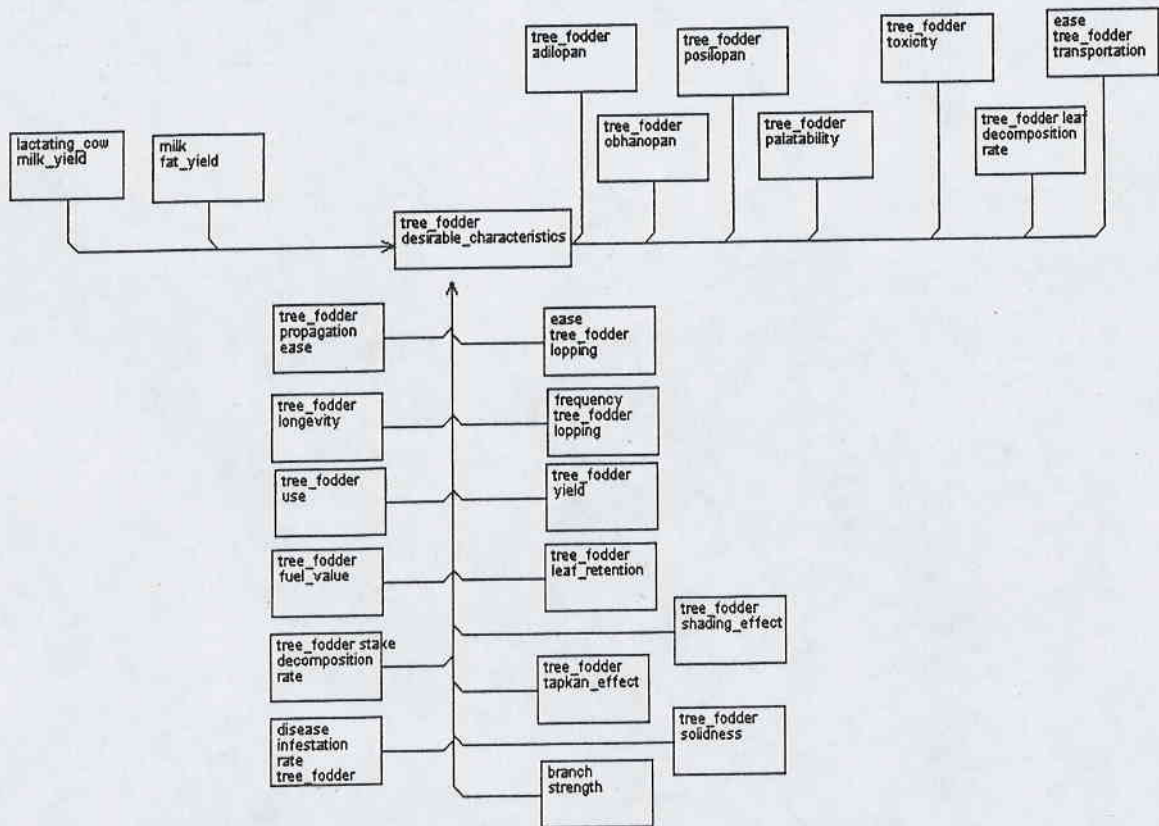 tree_fodder
adilopan
tree_fodder
posilopan
tree_fodder
toxicity
ease
tree_fodder
transportation
tree_fodder
obhanopan
tree_fodder
palatability
tree_fodder leaf
decomposition
rate
lactating_cow
milk_yield
milk
fat_yield
tree_fodder
desirable_characteristics
tree_fodder
propagation
ease
ease
tree_fodder
lopping
tree_fodder
longevity
frequency
tree_fodder
lopping
tree_fodder
use
tree_fodder
yield
tree_fodder
fuel_value
tree_fodder
leaf_retention
tree_fodder
shading_effect
tree_fodder stake
decomposition
rate
tree_fodder
tapkan_effect
disease
infestation
rate
tree_fodder
tree_fodder
solidness
branch
strength